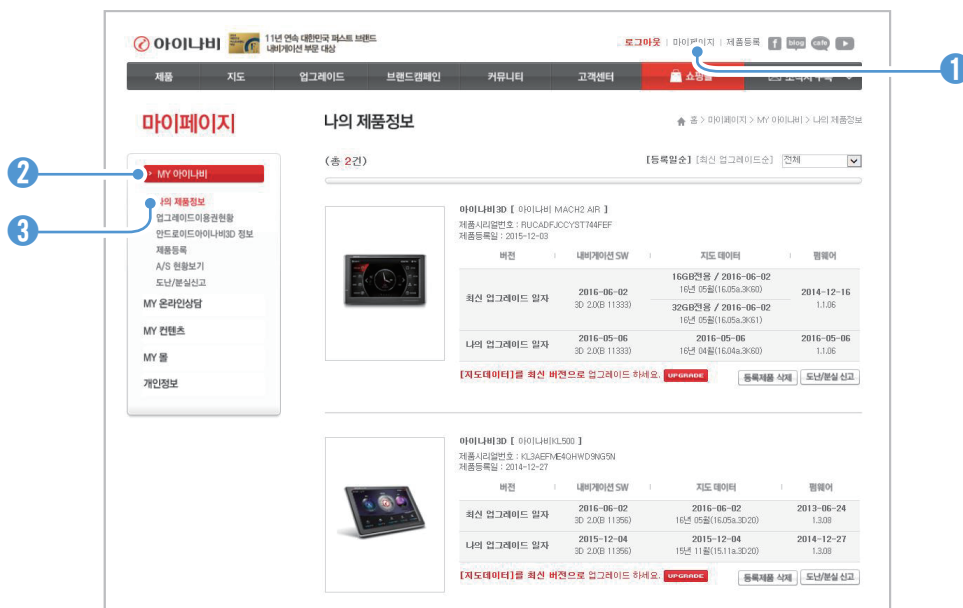 아이나비
11년 연속 대한민국 퍼스트 브랜드
내비게이션 부문 대상
로그아웃 | 마이페이지 | 제품등록 f blog cafe
1
제품 지도 업그레이드 브랜드캠페인 커뮤니티 고객센터 쇼핑몰
마이페이지
나의 제품정보
홈 > 마이페이지 > MY 아이나비 > 나의 제품정보
(총 2건)
[등록일순] [최신 업그레이드순] 전체
2
MY 아이나비
3
나의 제품정보
업그레이드이용권현황
안드로이드아이나비3D 정보
제품등록
A/S 현황보기
도난/분실신고
MY 온라인상담
MY 컨텐츠
MY 몰
개인정보
아이나비3D [ 아이나비 MACH2 AIR ]
제품시리얼번호 : RUCADFJCCYST744FEF
제품등록일 : 2015-12-03
버전 내비게이션 SW 지도 데이터 펌웨어
최신 업그레이드 일자
2016-06-02
3D 2.0(B 11333)
16GB전용 / 2016-06-02
16년 05월(16.05a.3K60)
32GB전용 / 2016-06-02
16년 05월(16.05a.3K61)
2014-12-16
1.1.06
나의 업그레이드 일자
2016-05-06
3D 2.0(B 11333)
2016-05-06
16년 04월(16.04a.3K60)
2016-05-06
1.1.06
[지도데이터]를 최신 버전으로 업그레이드 하세요. UPGRADE 등록제품 삭제 도난/분실 신고
아이나비3D [ 아이나비KL500 ]
제품시리얼번호 : KL3AEFME4QHWD9NG5N
제품등록일 : 2014-12-27
버전 내비게이션 SW 지도 데이터 펌웨어
최신 업그레이드 일자
2016-06-02
3D 2.0(B 11356)
2016-06-02
16년 05월(16.05a.3D20)
2013-06-24
1.3.08
나의 업그레이드 일자
2015-12-04
3D 2.0(B 11356)
2015-12-04
15년 11월(15.11a.3D20)
2014-12-27
1.3.08
[지도데이터]를 최신 버전으로 업그레이드 하세요. UPGRADE 등록제품 삭제 도난/분실 신고